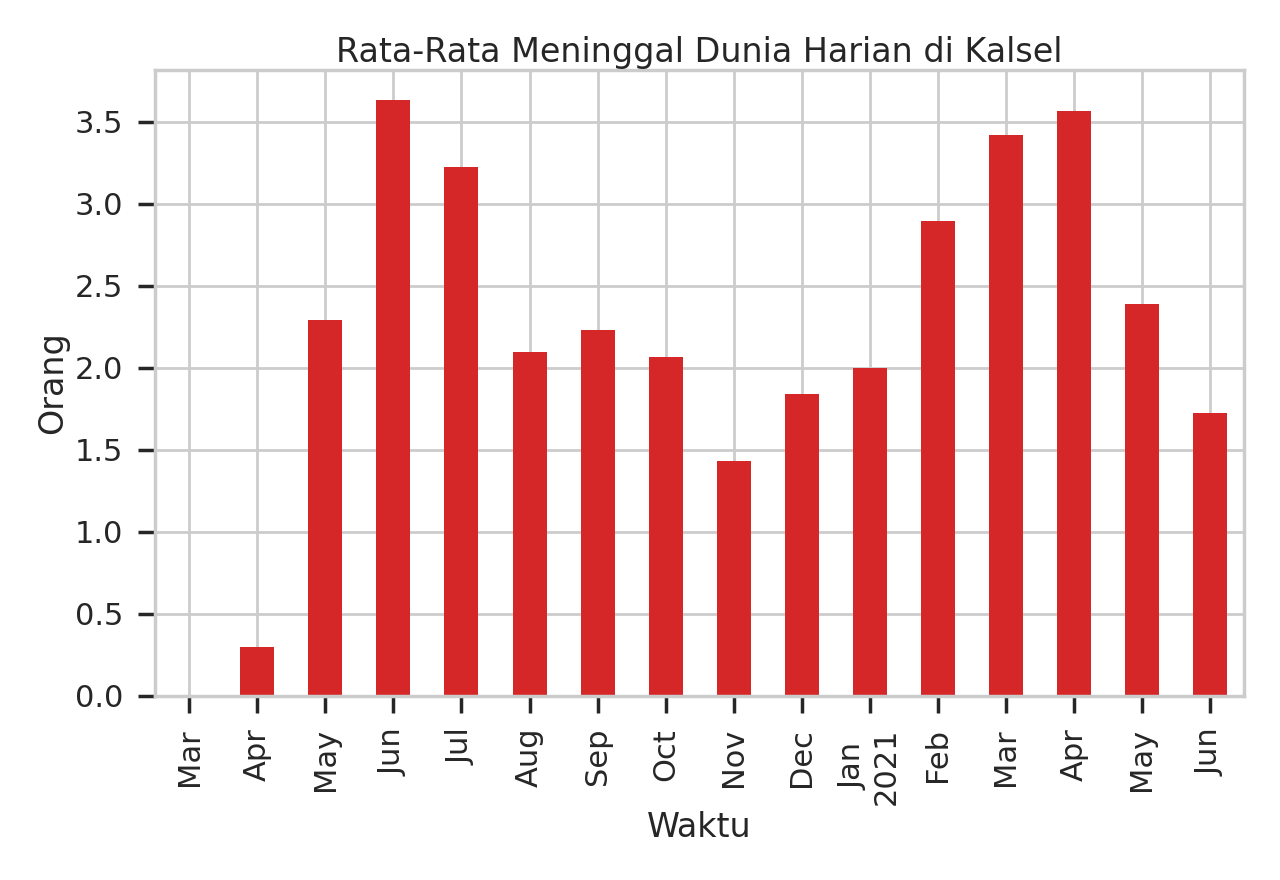 Rata-Rata Meninggal Dunia Harian di Kalsel
3.5
3.0
2.5
2.0
1.5
1.0
0.5
0.0
Orang
Mar
Apr
May
Jun
Jul
Aug
Sep
Oct
Nov
Dec
Jan
2021
Feb
Mar
Apr
May
Jun
Waktu